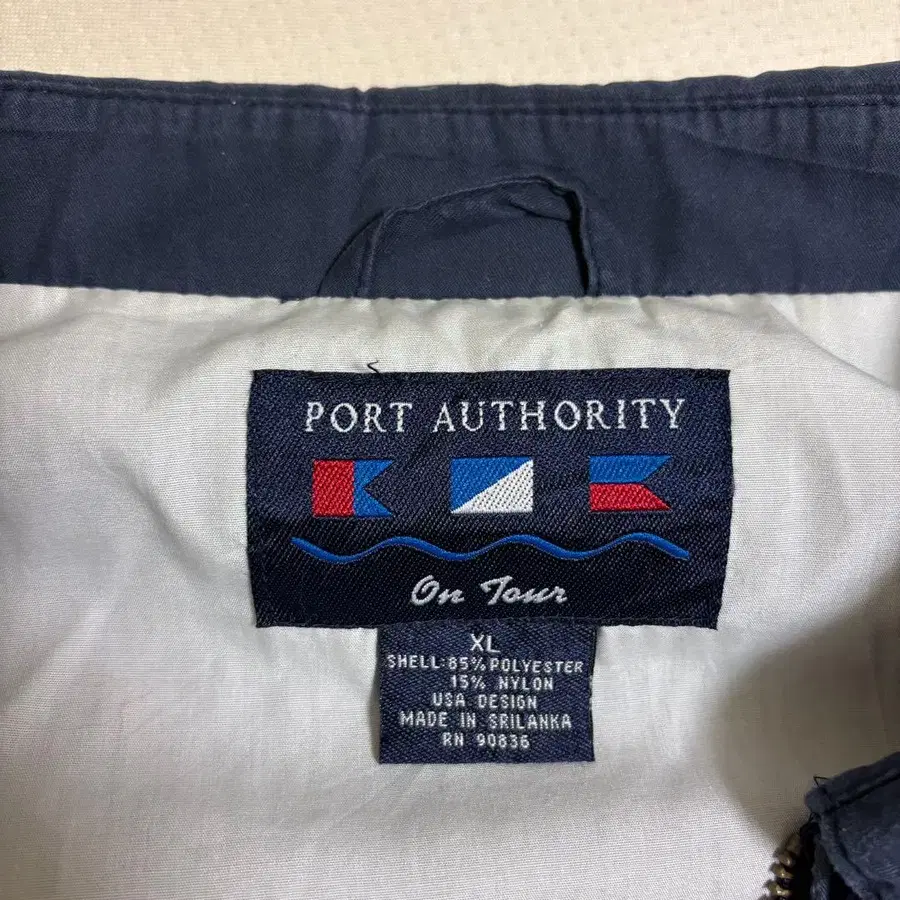 PORT AUTHORITY
On Tour
XL
SHELL:85%POLYESTER
15% NYLON
USA DESIGN
MADE IN SRILANKA
RN 90836